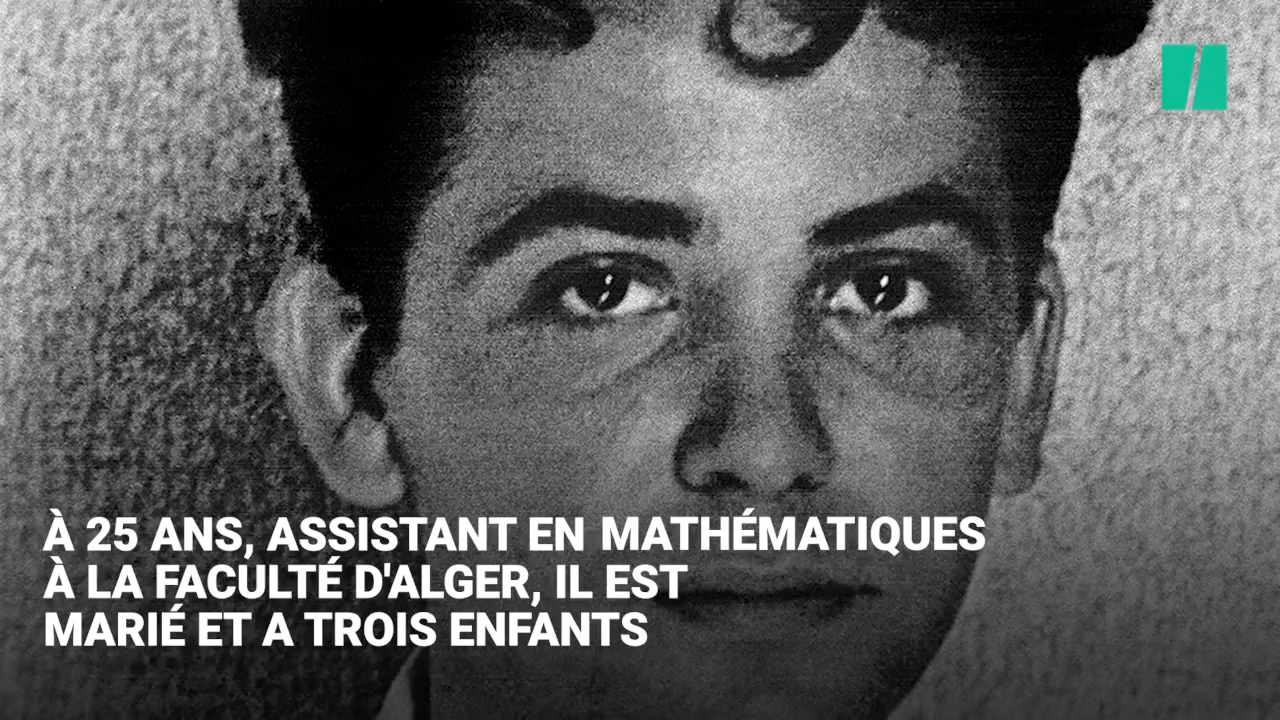 À 25 ANS, ASSISTANT EN MATHÉMATIQUES
À LA FACULTÉ D'ALGER, IL EST
MARIÉ ET A TROIS ENFANTS